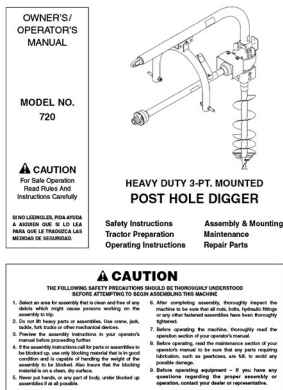 OWNER'S/
OPERATOR'S
MANUAL
MODEL NO.
720
CAUTION
For Safe Operation
Read Rules And
Instructions Carefully
SI NO LEE INGLES, PIDA AYUDA
A AIGUIEN QUE SI LO LEA
PARA QUE LE TRADUZCA LAS
MEDIDAS DE SEGURIDAD.
HEAVY DUTY 3-PT. MOUNTED
POST HOLE DIGGER
Safety Instructions
Tractor Preparation
Operating Instructions
Assembly & Mounting
Maintenance
Repair Parts
CAUTION
THE FOLLOWING SAFETY PRECAUTIONS SHOULD BE THOROUGHLY UNDERSTOOD
BEFORE ATTEMPTING TO BEGIN ASSEMBLING THIS MACHINE
1. Select an area for assembly that is clean and free of any
debris which might cause persons working on the
assembly to trip.
2. Do not lift heavy parts or assemblies. Use crane, jack,
tackle, fork trucks or other mechanical devices.
3. Preview the assembly instructions in your operator's
manual before proceeding further.
4. If the assembly instructions call for parts or assemblies to
be blocked up, use only blocking material that is in good
condition and is capable of handling the weight of the
assembly to be blocked. Also insure that the blocking
material is on a clean, dry surface.
5. Never put hands, or any part of body, under blocked up
assemblies if at all possible.
6. After completing assembly, thoroughly inspect the
machine to be sure that all nuts, bolts, hydraulic fittings
or any other fastened assemblies have been thoroughly
tightened.
7. Before operating the machine, thoroughly read the
operation section of your operator's manual.
8. Before operating, read the maintenance section of your
operator's manual to be sure that any parts requiring
lubrication, such as gearboxes, are full, to avoid any
possible damage.
9. Before operating equipment – If you have any
questions regarding the proper assembly or
operation, contact your dealer or representative.